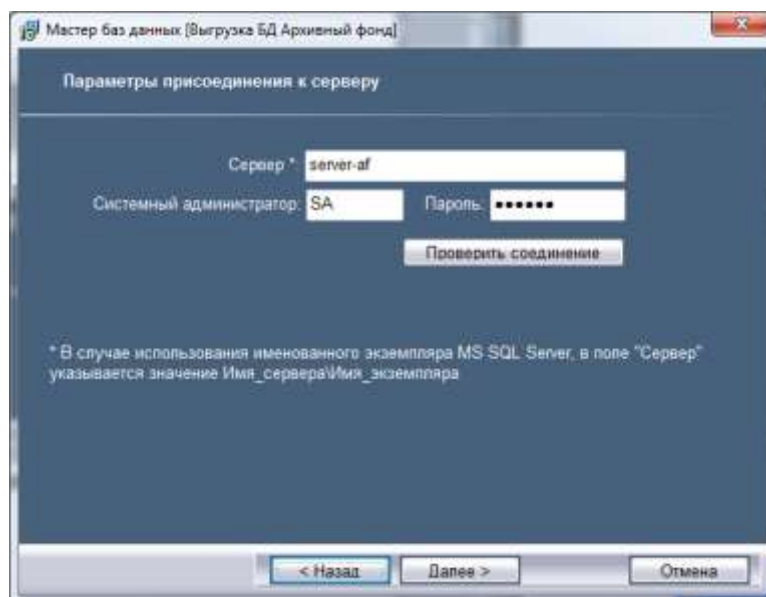 Мастер баз данных [Выгрузка БД Архивный фонд]
Параметры присоединения к серверу
Сервер *: server-af
Системный администратор: SA Пароль: ••••••
Проверить соединение
* В случае использования именованного экземпляра MS SQL Server, в поле "Сервер"
указывается значение Имя_сервера\Имя_экземпляра
< Назад Далее > Отмена